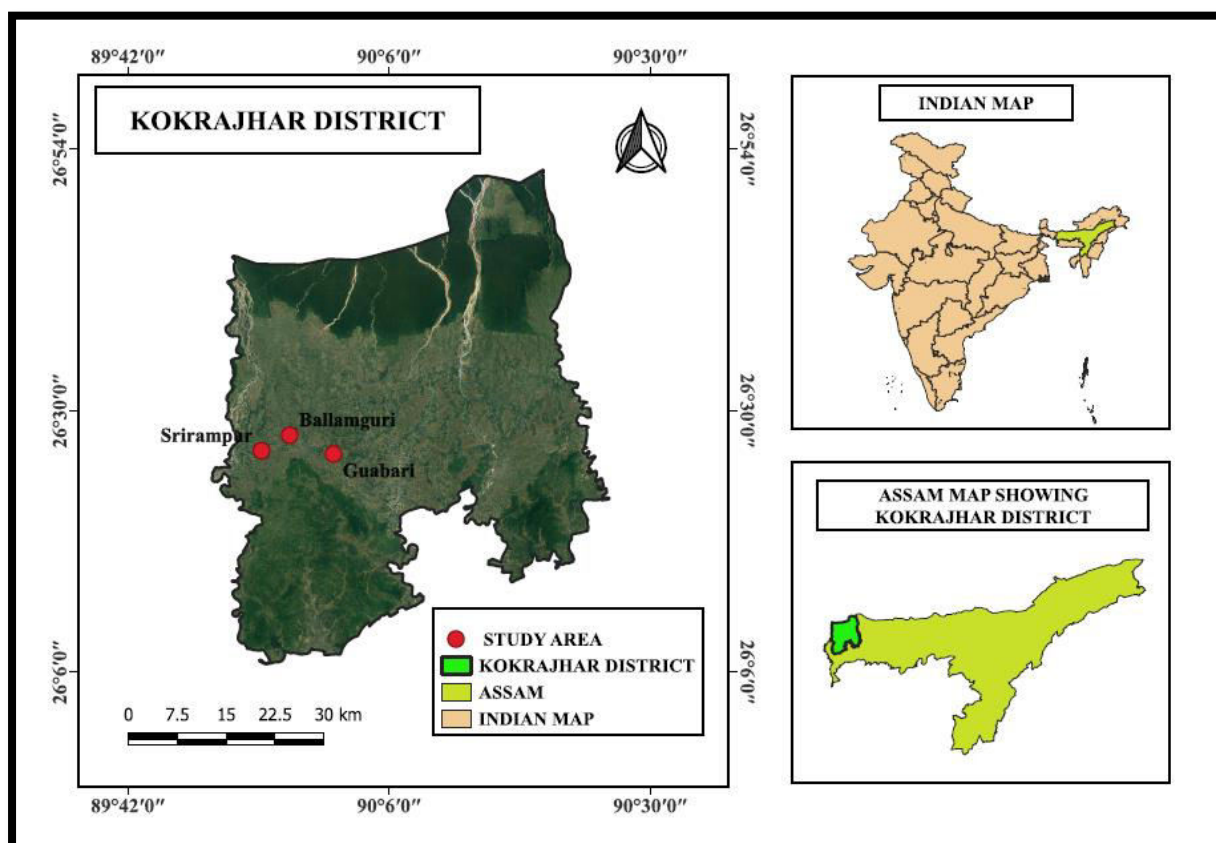 89°42′0″ 90°6′0″ 90°30′0″
KOKRAJHAR DISTRICT
26°54′0″ 26°54′0″
26°30′0″ 26°30′0″
Ballamguri
Srirampur
Guabari
STUDY AREA
KOKRAJHAR DISTRICT
ASSAM
INDIAN MAP
26°6′0″ 26°6′0″
0 7.5 15 22.5 30 km
89°42′0″ 90°6′0″ 90°30′0″
INDIAN MAP
ASSAM MAP SHOWING
KOKRAJHAR DISTRICT